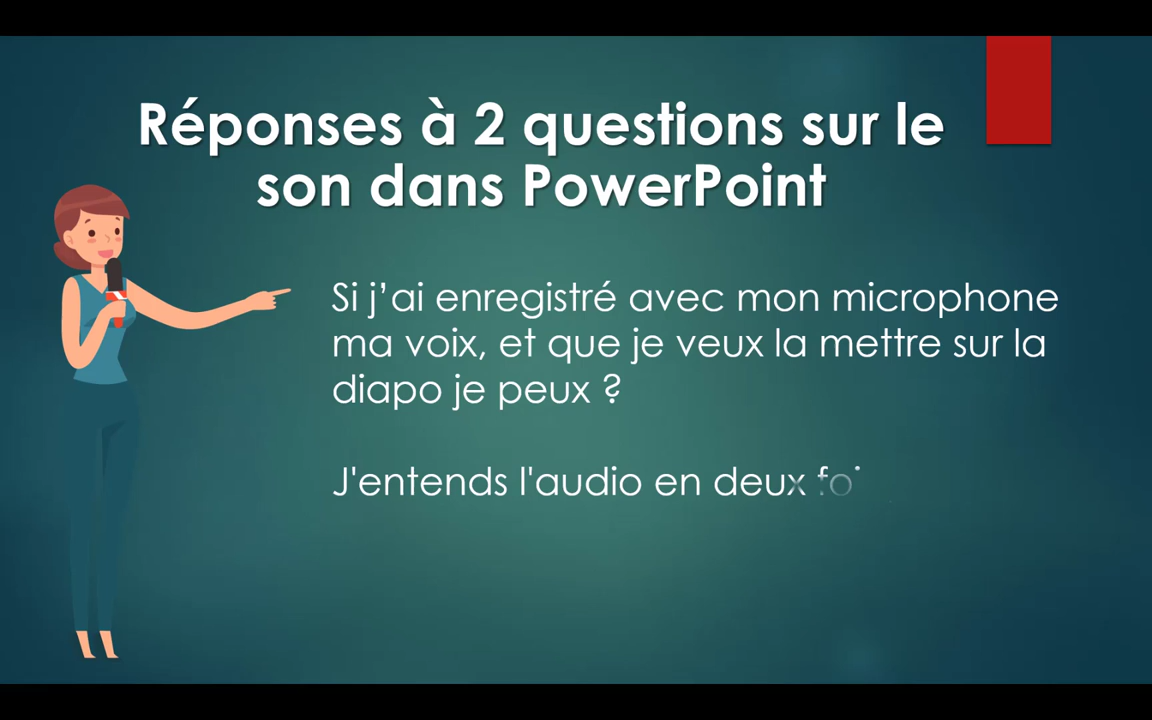 Réponses à 2 questions sur le
son dans PowerPoint
Si j’ai enregistré avec mon microphone
ma voix, et que je veux la mettre sur la
diapo je peux ?
J'entends l'audio en deux